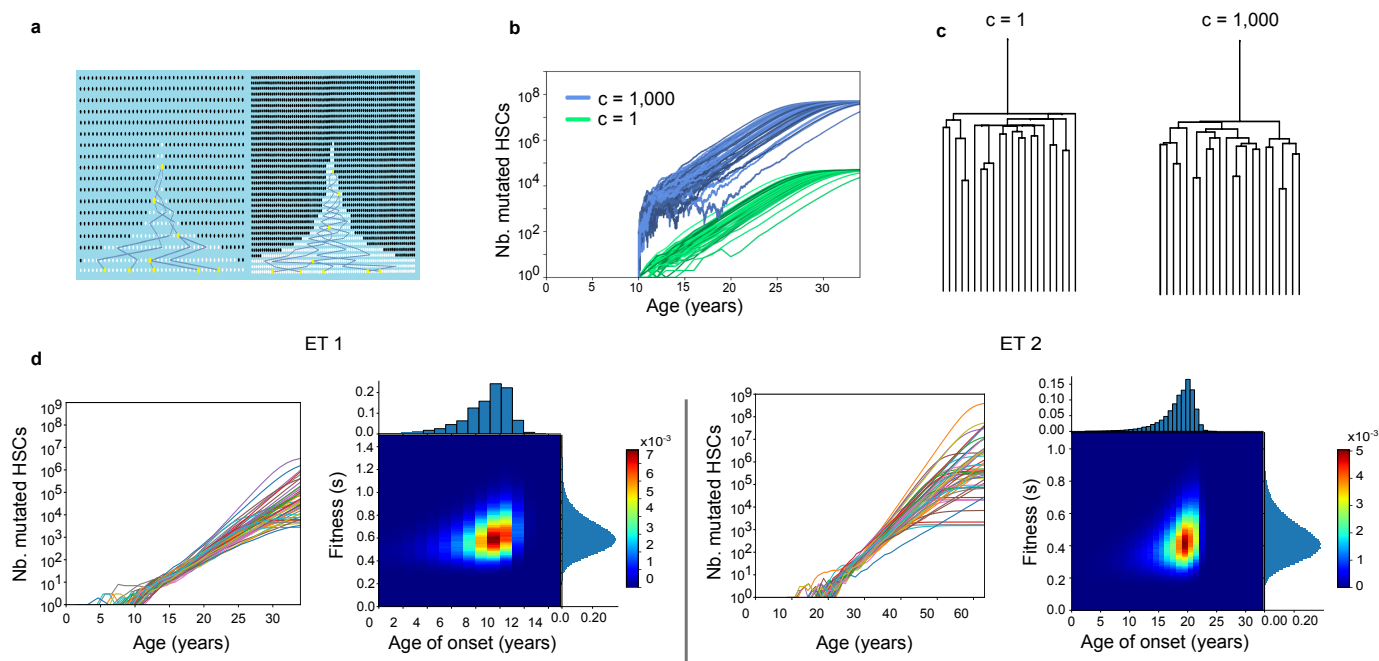 a
b
c
c = 1
c = 1,000
Nb. mutated HSCs
10^8
10^6
10^4
10^2
10^0
c = 1,000
c = 1
0 5 10 15 20 25 30
Age (years)
d
ET 1
Nb. mutated HSCs
10^9
10^8
10^7
10^6
10^5
10^4
10^3
10^2
10^1
10^0
0 5 10 15 20 25 30
Age (years)
0.2
0.1
0.0
Fitness (s)
1.4
1.2
1.0
0.8
0.6
0.4
0.2
0.0
0 2 4 6 8 10 12 14
Age of onset (years)
0.0 0.20
x10^-3
7
6
5
4
3
2
1
0
ET 2
Nb. mutated HSCs
10^9
10^8
10^7
10^6
10^5
10^4
10^3
10^2
10^1
10^0
0 10 20 30 40 50 60
Age (years)
0.15
0.10
0.05
0.00
Fitness (s)
1.0
0.8
0.6
0.4
0.2
0.0
0 5 10 15 20 25 30
Age of onset (years)
0.00 0.20
x10^-3
5
4
3
2
1
0